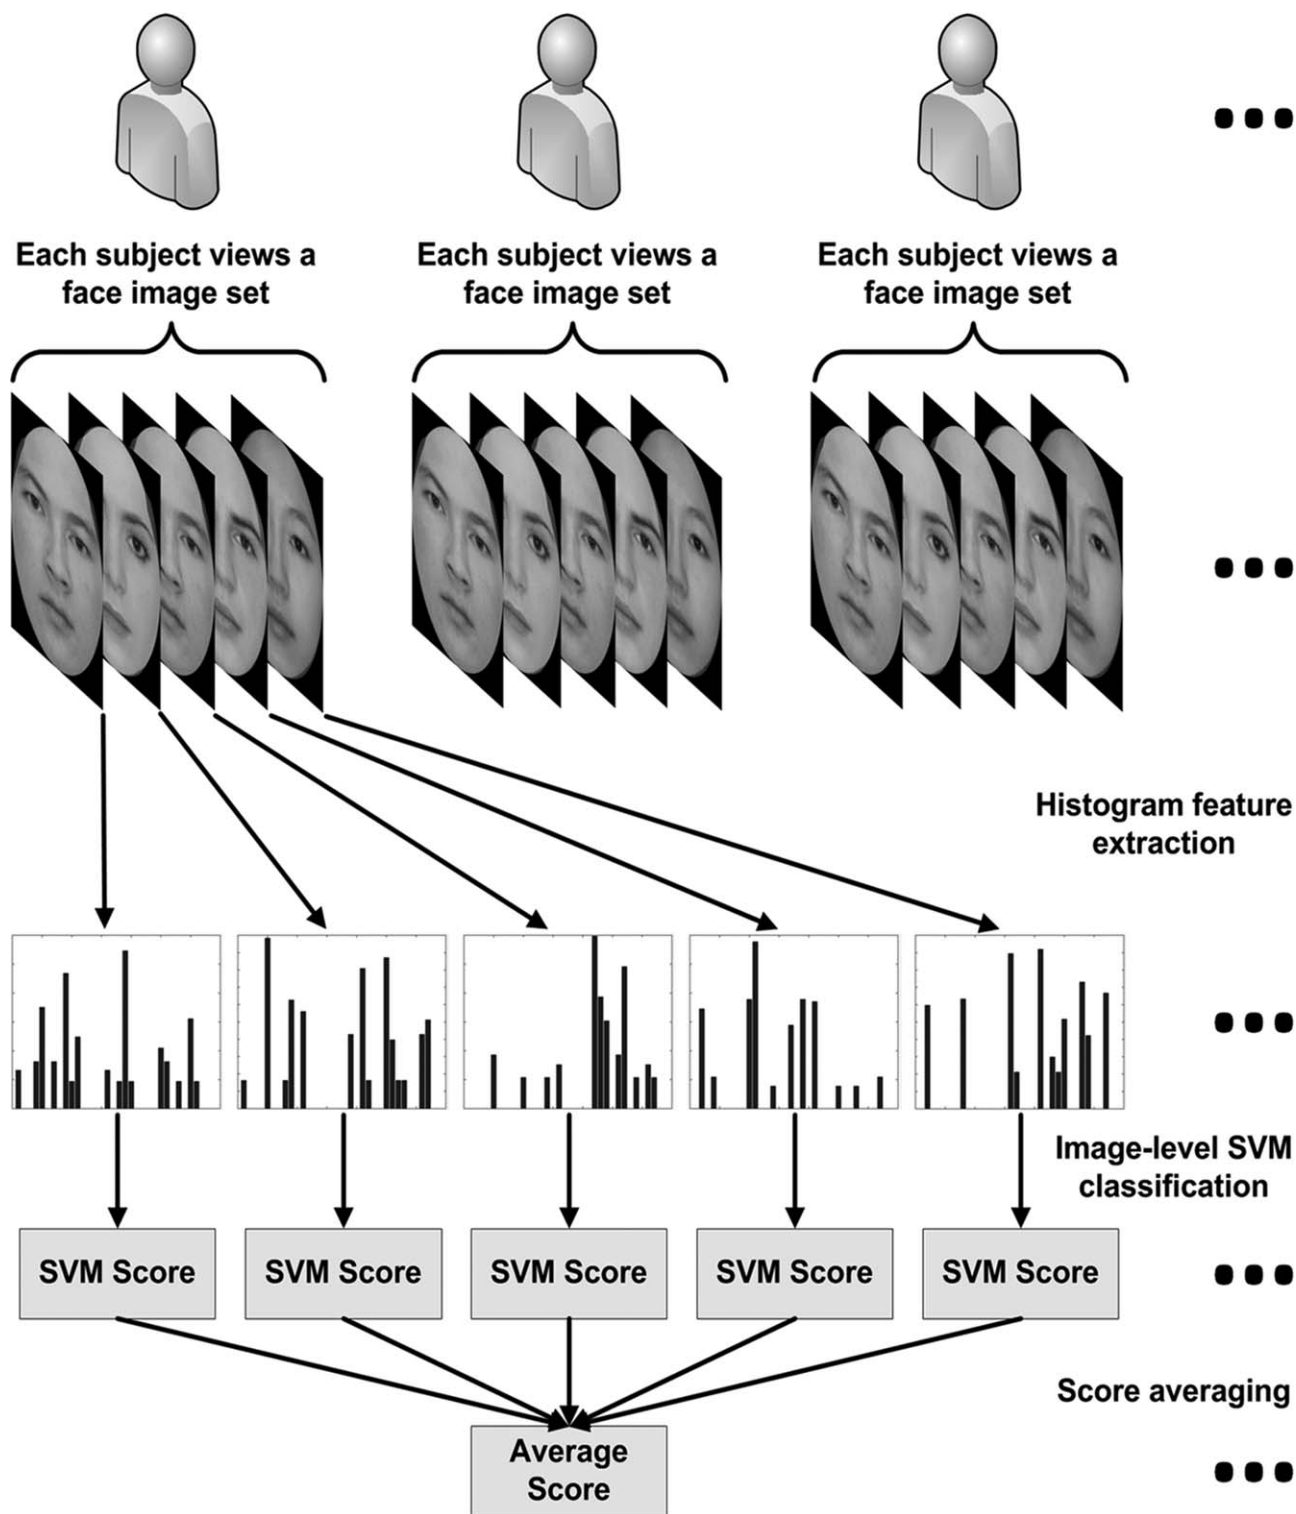 Each subject views a
face image set
Each subject views a
face image set
Each subject views a
face image set
Histogram feature
extraction
Image-level SVM
classification
SVM Score
SVM Score
SVM Score
SVM Score
SVM Score
Score averaging
Average
Score